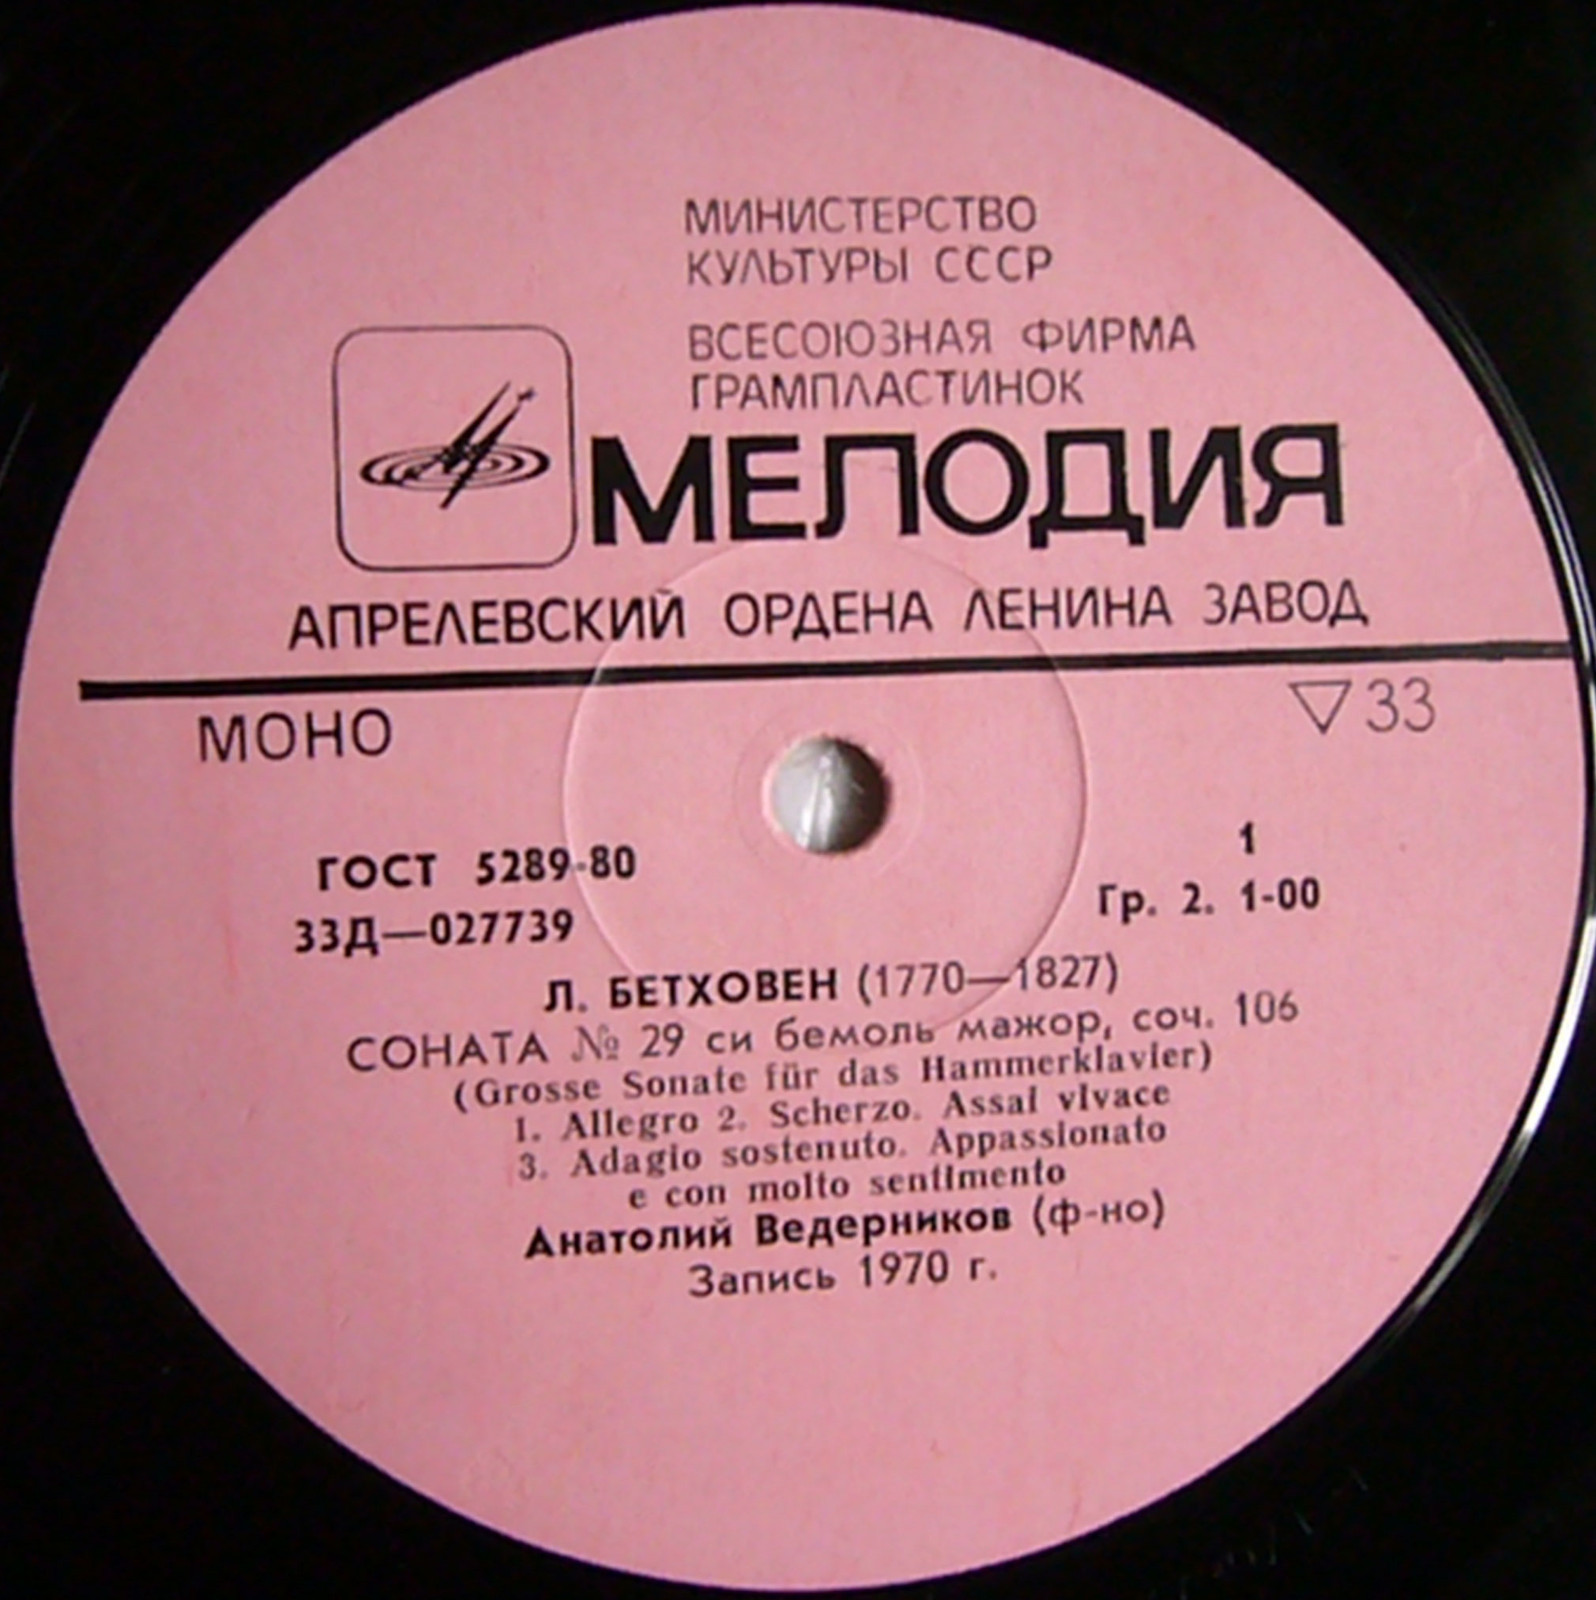 МИНИСТЕРСТВО
КУЛЬТУРЫ СССР
ВСЕСОЮЗНАЯ ФИРМА
ГРАМПЛАСТИНОК
МЕЛОДИЯ
АПРЕЛЕВСКИЙ ОРДЕНА ЛЕНИНА ЗАВОД
МОНО
▽ 33
ГОСТ 5289-80
1
33Д—027739
Гр. 2. 1-00
Л. БЕТХОВЕН (1770—1827)
СОНАТА № 29 си бемоль мажор, соч. 106
(Grosse Sonate für das Hammerklavier)
1. Allegro 2. Scherzo. Assai vivace
3. Adagio sostenuto. Appassionato
e con molto sentimento
Анатолий Ведерников (ф-но)
Запись 1970 г.